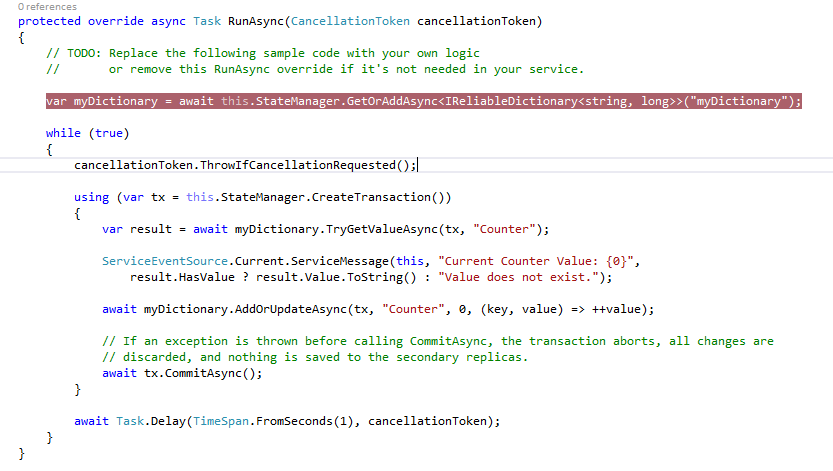 0 references
protected override async Task RunAsync(CancellationToken cancellationToken)
{
    // TODO: Replace the following sample code with your own logic
    //       or remove this RunAsync override if it's not needed in your service.

    var myDictionary = await this.StateManager.GetOrAddAsync<IReliableDictionary<string, long>>("myDictionary");

    while (true)
    {
        cancellationToken.ThrowIfCancellationRequested();

        using (var tx = this.StateManager.CreateTransaction())
        {
            var result = await myDictionary.TryGetValueAsync(tx, "Counter");

            ServiceEventSource.Current.ServiceMessage(this, "Current Counter Value: {0}",
                result.HasValue ? result.Value.ToString() : "Value does not exist.");

            await myDictionary.AddOrUpdateAsync(tx, "Counter", 0, (key, value) => ++value);

            // If an exception is thrown before calling CommitAsync, the transaction aborts, all changes are
            // discarded, and nothing is saved to the secondary replicas.
            await tx.CommitAsync();
        }

        await Task.Delay(TimeSpan.FromSeconds(1), cancellationToken);
    }
}